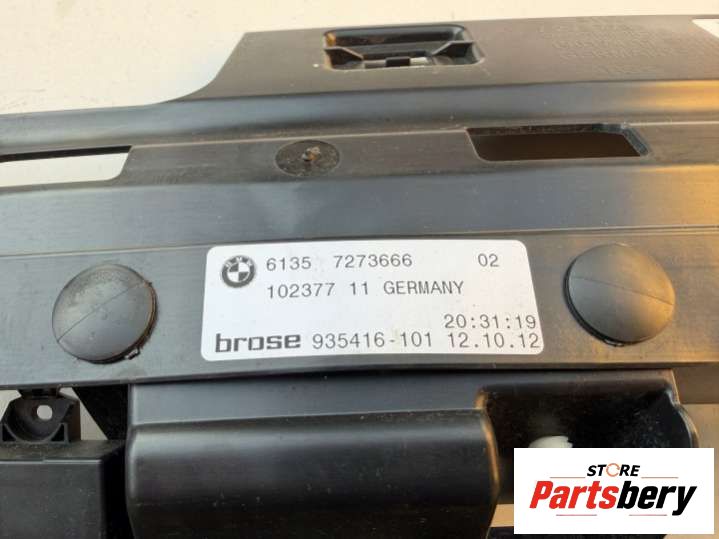 6135 7273666 02
102377 11 GERMANY
20:31:19
brose 935416-101 12.10.12
STORE
Partsbery